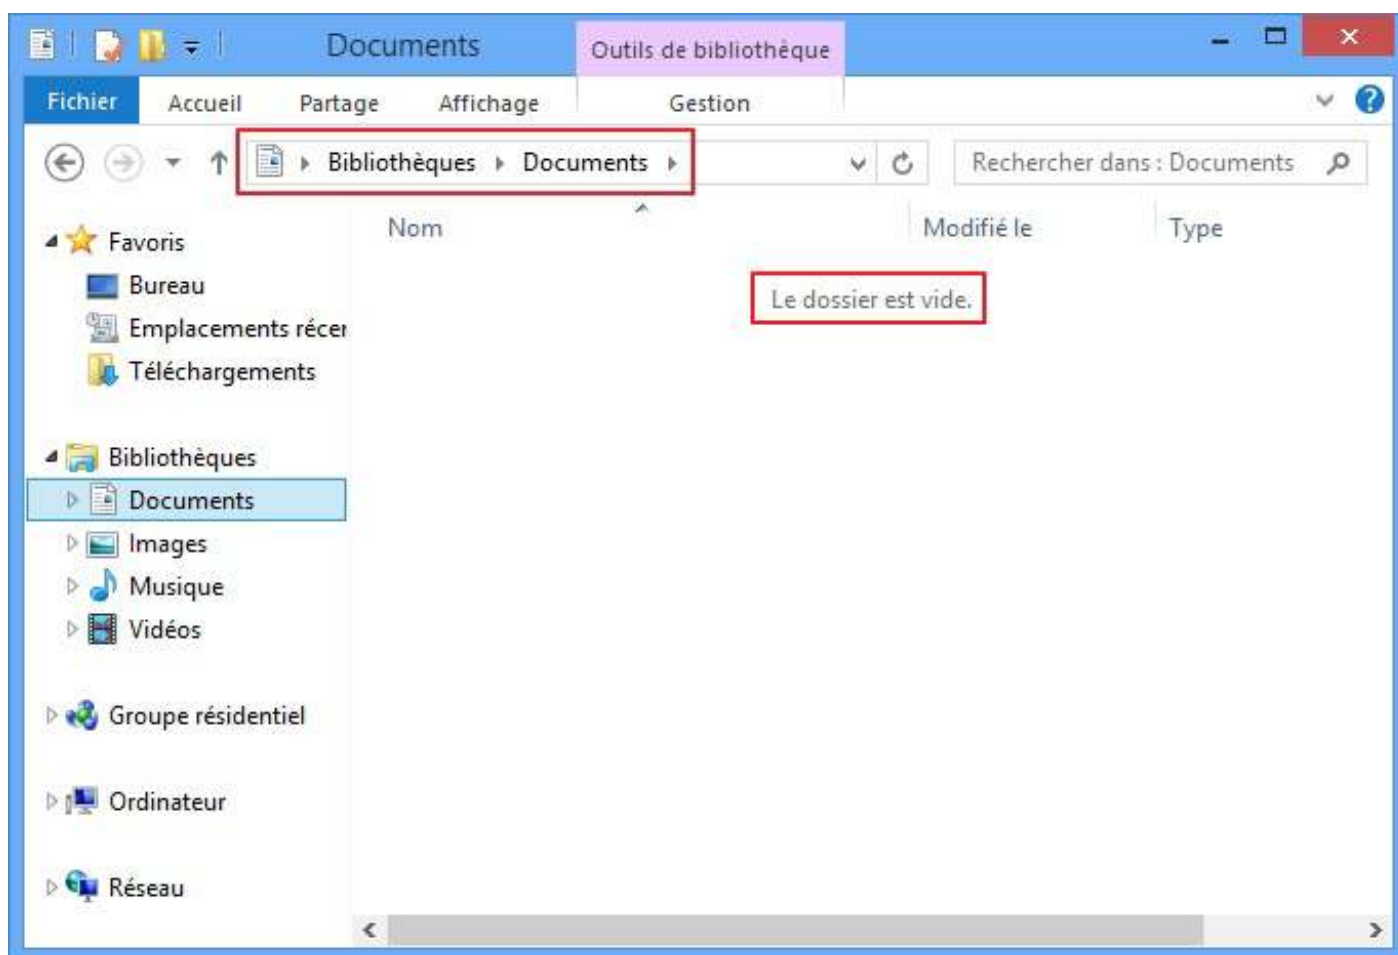 Documents
Outils de bibliothèque
Fichier Accueil Partage Affichage Gestion
Bibliothèques Documents
Rechercher dans : Documents
Nom Modifié le Type
Le dossier est vide.
Favoris
Bureau
Emplacements récen
Téléchargements
Bibliothèques
Documents
Images
Musique
Vidéos
Groupe résidentiel
Ordinateur
Réseau